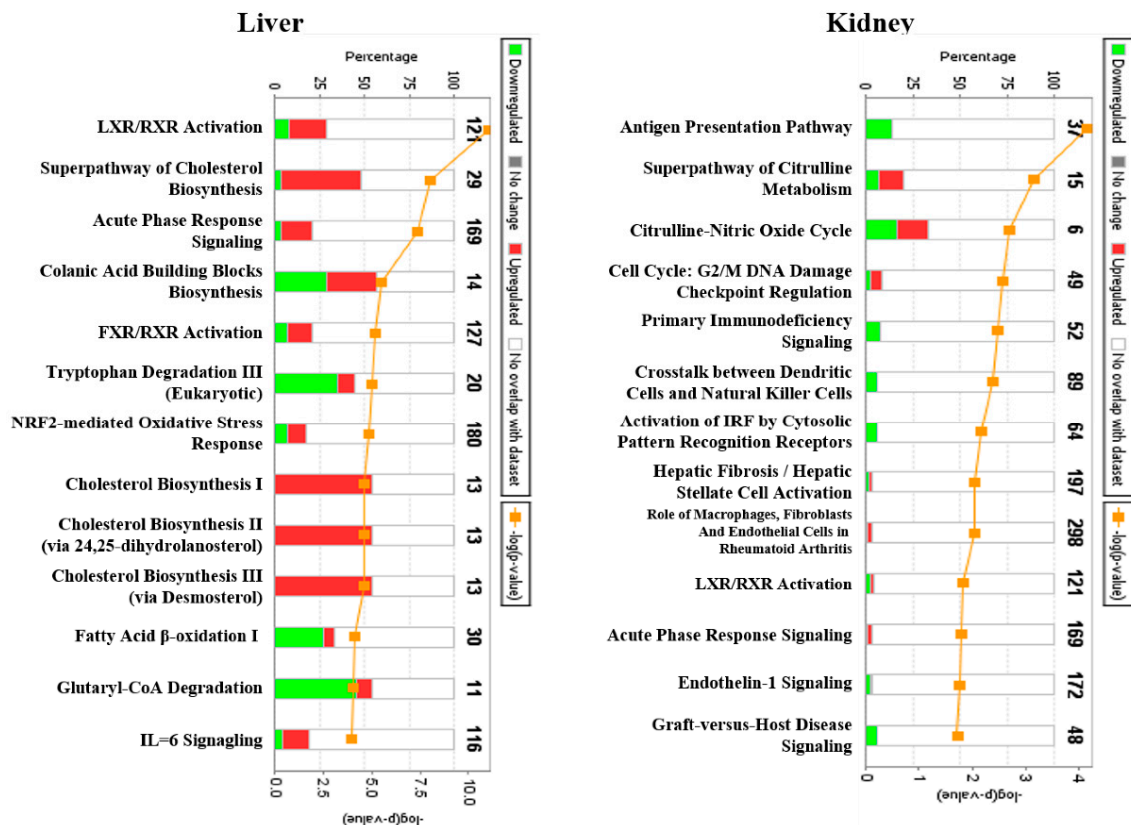 Liver
Percentage
0 25 50 75 100
LXR/RXR Activation
121
Superpathway of Cholesterol
Biosynthesis
29
Acute Phase Response
Signaling
169
Colanic Acid Building Blocks
Biosynthesis
14
FXR/RXR Activation
127
Tryptophan Degradation III
(Eukaryotic)
20
NRF2-mediated Oxidative Stress
Response
180
Cholesterol Biosynthesis I
13
Cholesterol Biosynthesis II
(via 24,25-dihydrolanosterol)
13
Cholesterol Biosynthesis III
(via Desmosterol)
13
Fatty Acid β-oxidation I
30
Glutaryl-CoA Degradation
11
IL=6 Signagling
116
0.0 2.5 5.0 7.5 10.0
-log(p-value)
Downregulated No change Upregulated No overlap with dataset
-log(p-value)
Kidney
Percentage
0 25 50 75 100
Antigen Presentation Pathway
37
Superpathway of Citrulline
Metabolism
15
Citrulline-Nitric Oxide Cycle
6
Cell Cycle: G2/M DNA Damage
Checkpoint Regulation
49
Primary Immunodeficiency
Signaling
52
Crosstalk between Dendritic
Cells and Natural Killer Cells
89
Activation of IRF by Cytosolic
Pattern Recognition Receptors
64
Hepatic Fibrosis / Hepatic
Stellate Cell Activation
197
Role of Macrophages, Fibroblasts
And Endothelial Cells in
Rheumatoid Arthritis
298
LXR/RXR Activation
121
Acute Phase Response Signaling
169
Endothelin-1 Signaling
172
Graft-versus-Host Disease
Signaling
48
0 1 2 3 4
-log(p-value)
Downregulated No change Upregulated No overlap with dataset
-log(p-value)